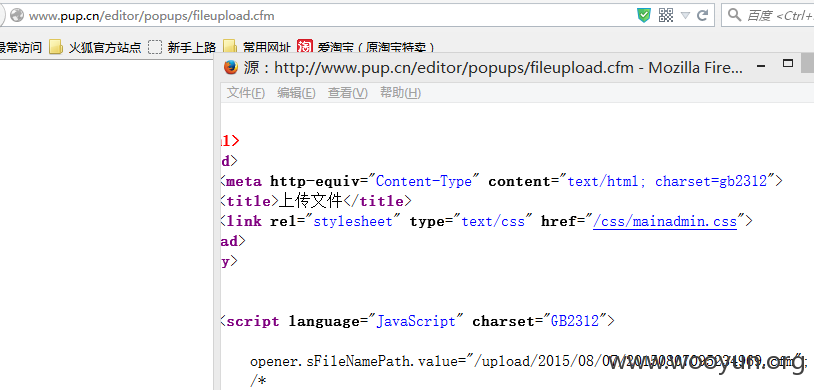 www.pup.cn/editor/popups/fileupload.cfm
百度 <Ctrl+
最常访问 火狐官方站点 新手上路 常用网址 淘 爱淘宝（原淘宝特卖）
源：http://www.pup.cn/editor/popups/fileupload.cfm - Mozilla Fire...
文件(F) 编辑(E) 查看(V) 帮助(H)
l>
d>
<meta http-equiv="Content-Type" content="text/html; charset=gb2312">
<title>上传文件</title>
<link rel="stylesheet" type="text/css" href="/css/mainadmin.css">
ad>
y>
<script language="JavaScript" charset="GB2312">
opener.sFileNamePath.value="/upload/2015/08/07/
www.wooyun.org
/*